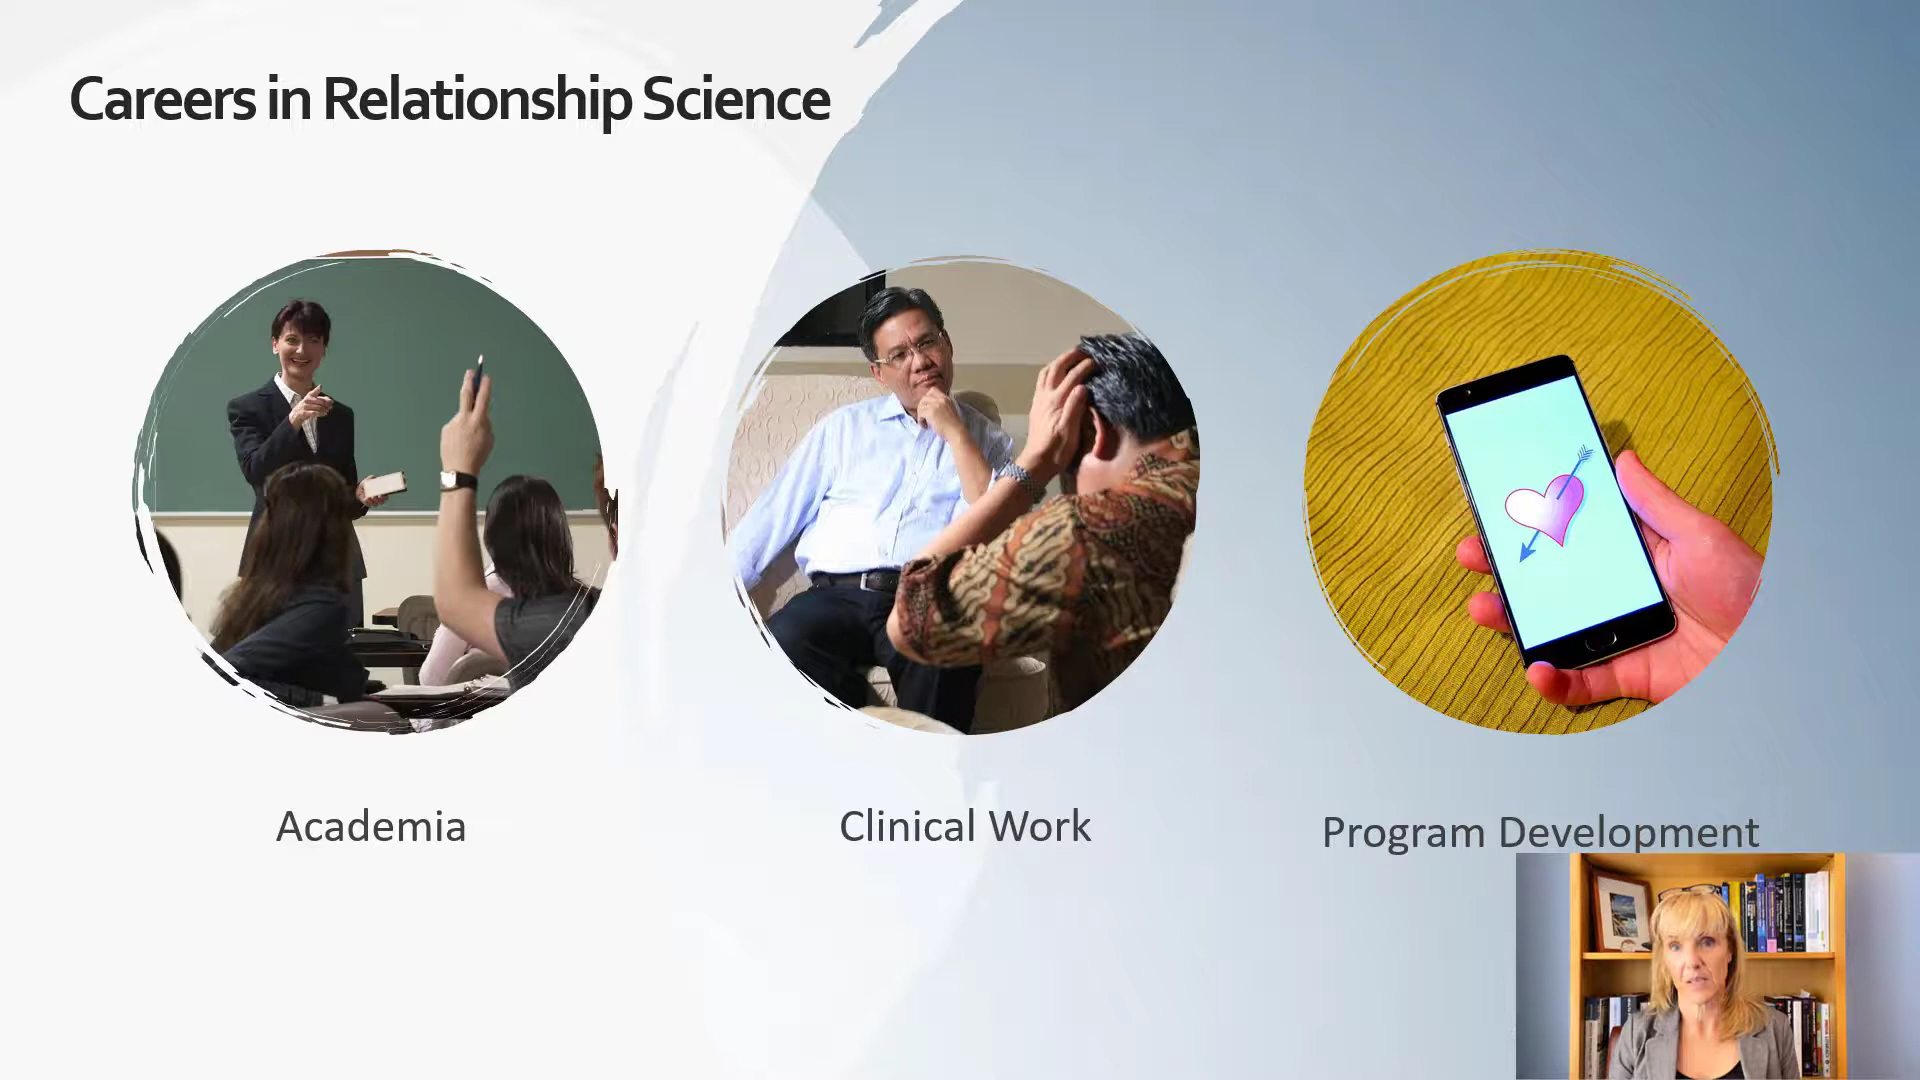 Careers in Relationship Science
Academia
Clinical Work
Program Development